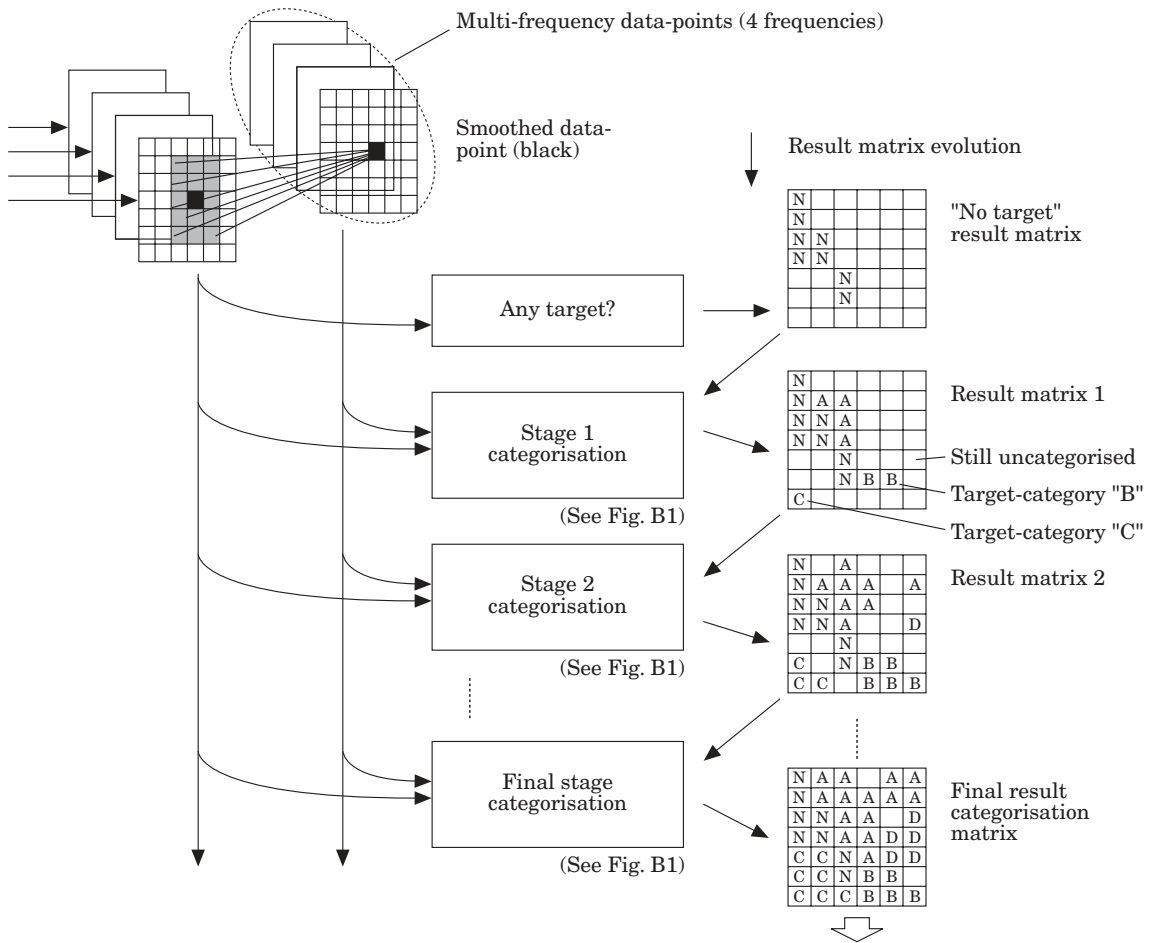 Multi-frequency data-points (4 frequencies)
Smoothed data-
point (black)
Result matrix evolution
N
N
N N
N N
N
N
"No target"
result matrix
Any target?
N
N A A
N N A
N N A
N
N B B
C
Result matrix 1
Still uncategorised
Target-category "B"
Target-category "C"
Stage 1
categorisation
(See Fig. B1)
N A
N A A A A
N N A A
N N A D
N
C N B B
C C B B B
Result matrix 2
Stage 2
categorisation
(See Fig. B1)
Final stage
categorisation
(See Fig. B1)
N A A A A
N A A A A A
N N A A D
N N A A D D
C C N A D D
C C N B B
C C C B B B
Final result
categorisation
matrix